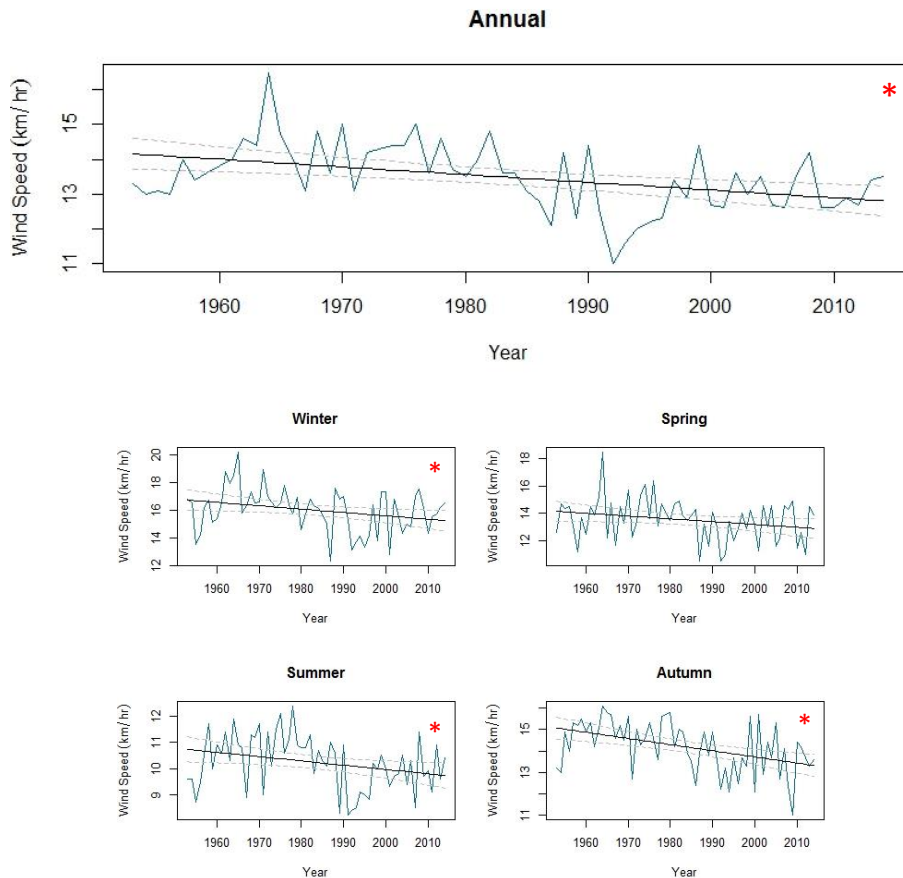 Annual
*
Wind Speed (km/ hr)
15
13
11
1960 1970 1980 1990 2000 2010
Year
Winter
*
Wind Speed (km/ hr)
20
18
16
14
12
1960 1970 1980 1990 2000 2010
Year
Spring
Wind Speed (km/ hr)
18
16
14
12
1960 1970 1980 1990 2000 2010
Year
Summer
*
Wind Speed (km/ hr)
12
11
10
9
1960 1970 1980 1990 2000 2010
Year
Autumn
*
Wind Speed (km/ hr)
15
13
11
1960 1970 1980 1990 2000 2010
Year